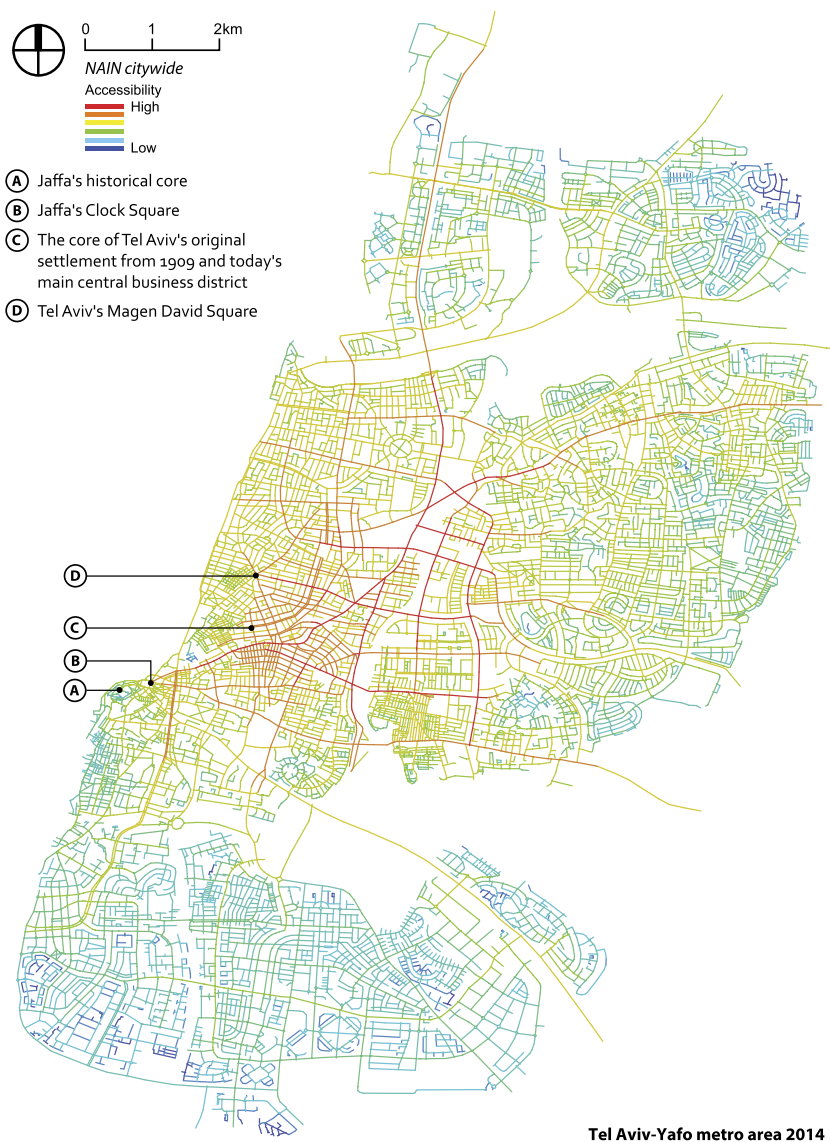 0 1 2km
NAIN citywide
Accessibility
High
Low
A Jaffa's historical core
B Jaffa's Clock Square
C The core of Tel Aviv's original
settlement from 1909 and today's
main central business district
D Tel Aviv's Magen David Square
D
C
B
A
Tel Aviv-Yafo metro area 2014